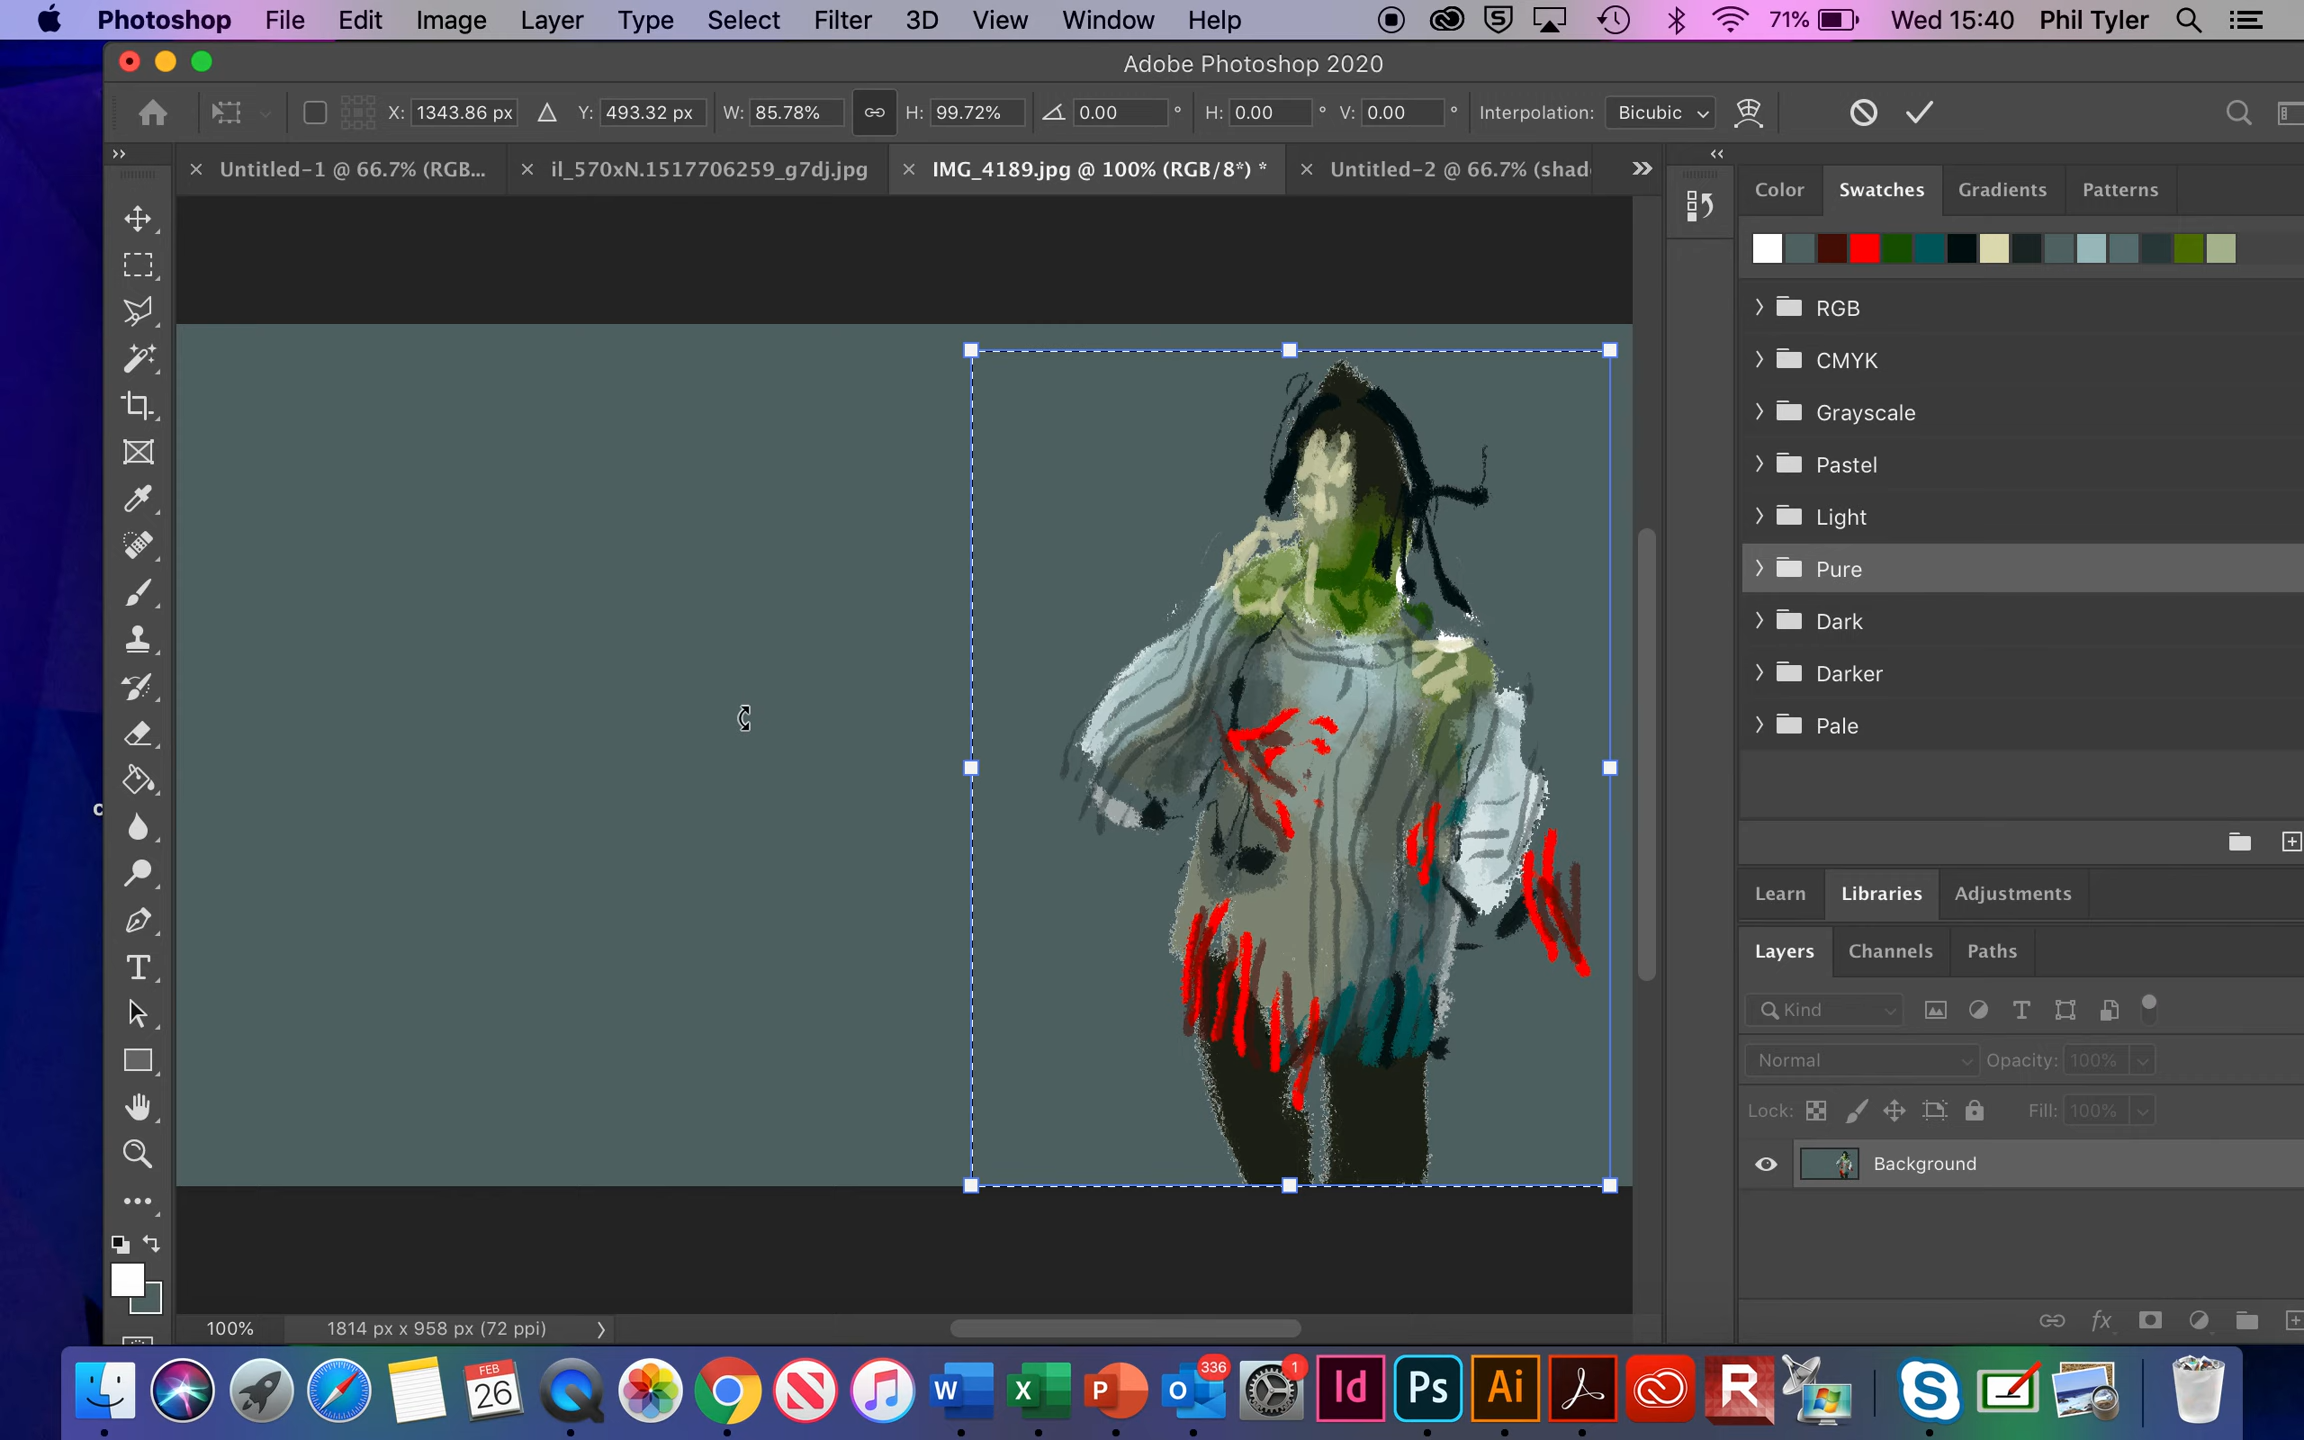 Photoshop File Edit Image Layer Type Select Filter 3D View Window Help 71% Wed 15:40 Phil Tyler
Adobe Photoshop 2020
X: 1343.86 px Y: 493.32 px W: 85.78% H: 99.72% 0.00 ° H: 0.00 ° V: 0.00 ° Interpolation: Bicubic
Untitled-1 @ 66.7% (RGB... il_570xN.1517706259_g7dj.jpg IMG_4189.jpg @ 100% (RGB/8*) * Untitled-2 @ 66.7% (shad
Color Swatches Gradients Patterns
RGB
CMYK
Grayscale
Pastel
Light
Pure
Dark
Darker
Pale
Learn Libraries Adjustments
Layers Channels Paths
Kind
Normal Opacity: 100%
Lock: Fill: 100%
Background
fx
100% 1814 px x 958 px (72 ppi)
FEB
26
W X P O 336 1 Id Ps Ai R S